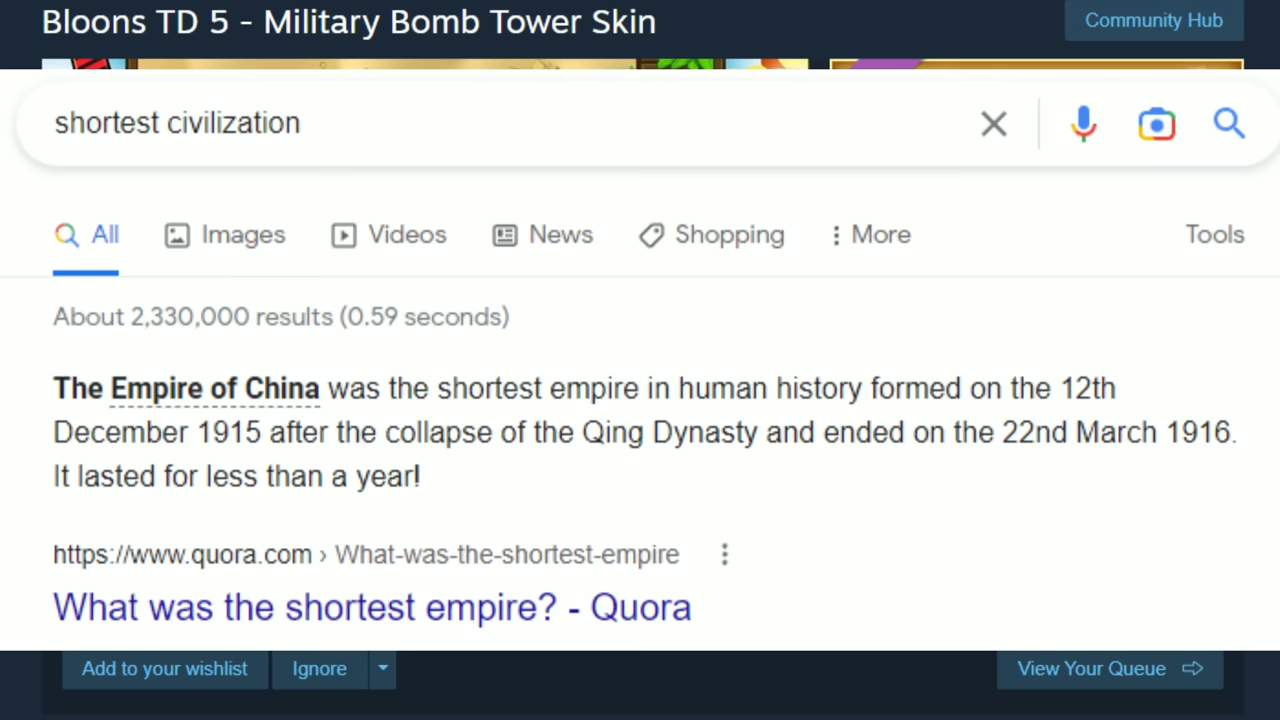 Bloons TD 5 - Military Bomb Tower Skin
Community Hub
shortest civilization
All Images Videos News Shopping More Tools
About 2,330,000 results (0.59 seconds)
The Empire of China was the shortest empire in human history formed on the 12th
December 1915 after the collapse of the Qing Dynasty and ended on the 22nd March 1916.
It lasted for less than a year!
https://www.quora.com › What-was-the-shortest-empire
What was the shortest empire? - Quora
Add to your wishlist Ignore View Your Queue